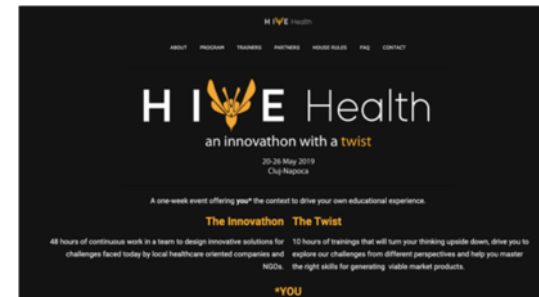 HIVE Health
ABOUT PROGRAM TRAINERS PARTNERS HOUSE RULES FAQ CONTACT
HIVE Health
an innovathon with a twist
20-26 May 2019
Cluj-Napoca
A one-week event offering you* the context to drive your own educational experience.
The Innovathon
48 hours of continuous work in a team to design innovative solutions for
challenges faced today by local healthcare oriented companies and
NGOs.
The Twist
10 hours of trainings that will turn your thinking upside down, drive you to
explore our challenges from different perspectives and help you master
the right skills for generating viable market products.
*YOU